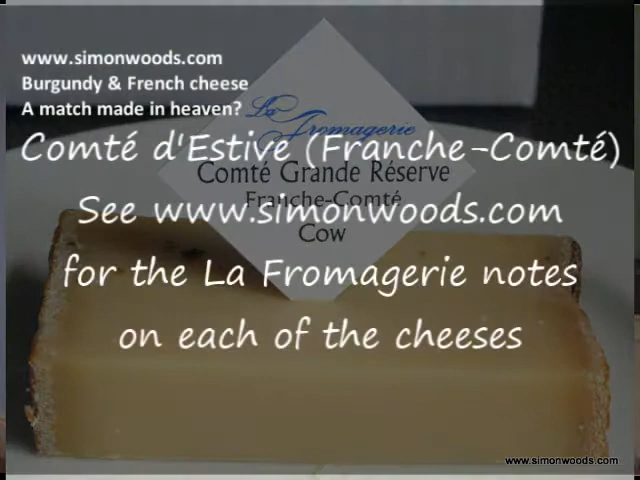 www.simonwoods.com
Burgundy & French cheese
A match made in heaven?
La Fromagerie
Comté d'Estive (Franche-Comté)
Comté Grande Réserve
Franche-Comté
See www.simonwoods.com
Cow
for the La Fromagerie notes
on each of the cheeses
www.simonwoods.com